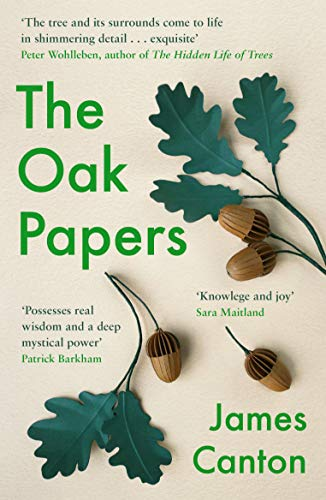 ‘The tree and its surrounds come to life
in shimmering detail . . . exquisite’
Peter Wohlleben, author of The Hidden Life of Trees
The
Oak
Papers
‘Knowlege and joy’
Sara Maitland
‘Possesses real
wisdom and a deep
mystical power’
Patrick Barkham
James
Canton